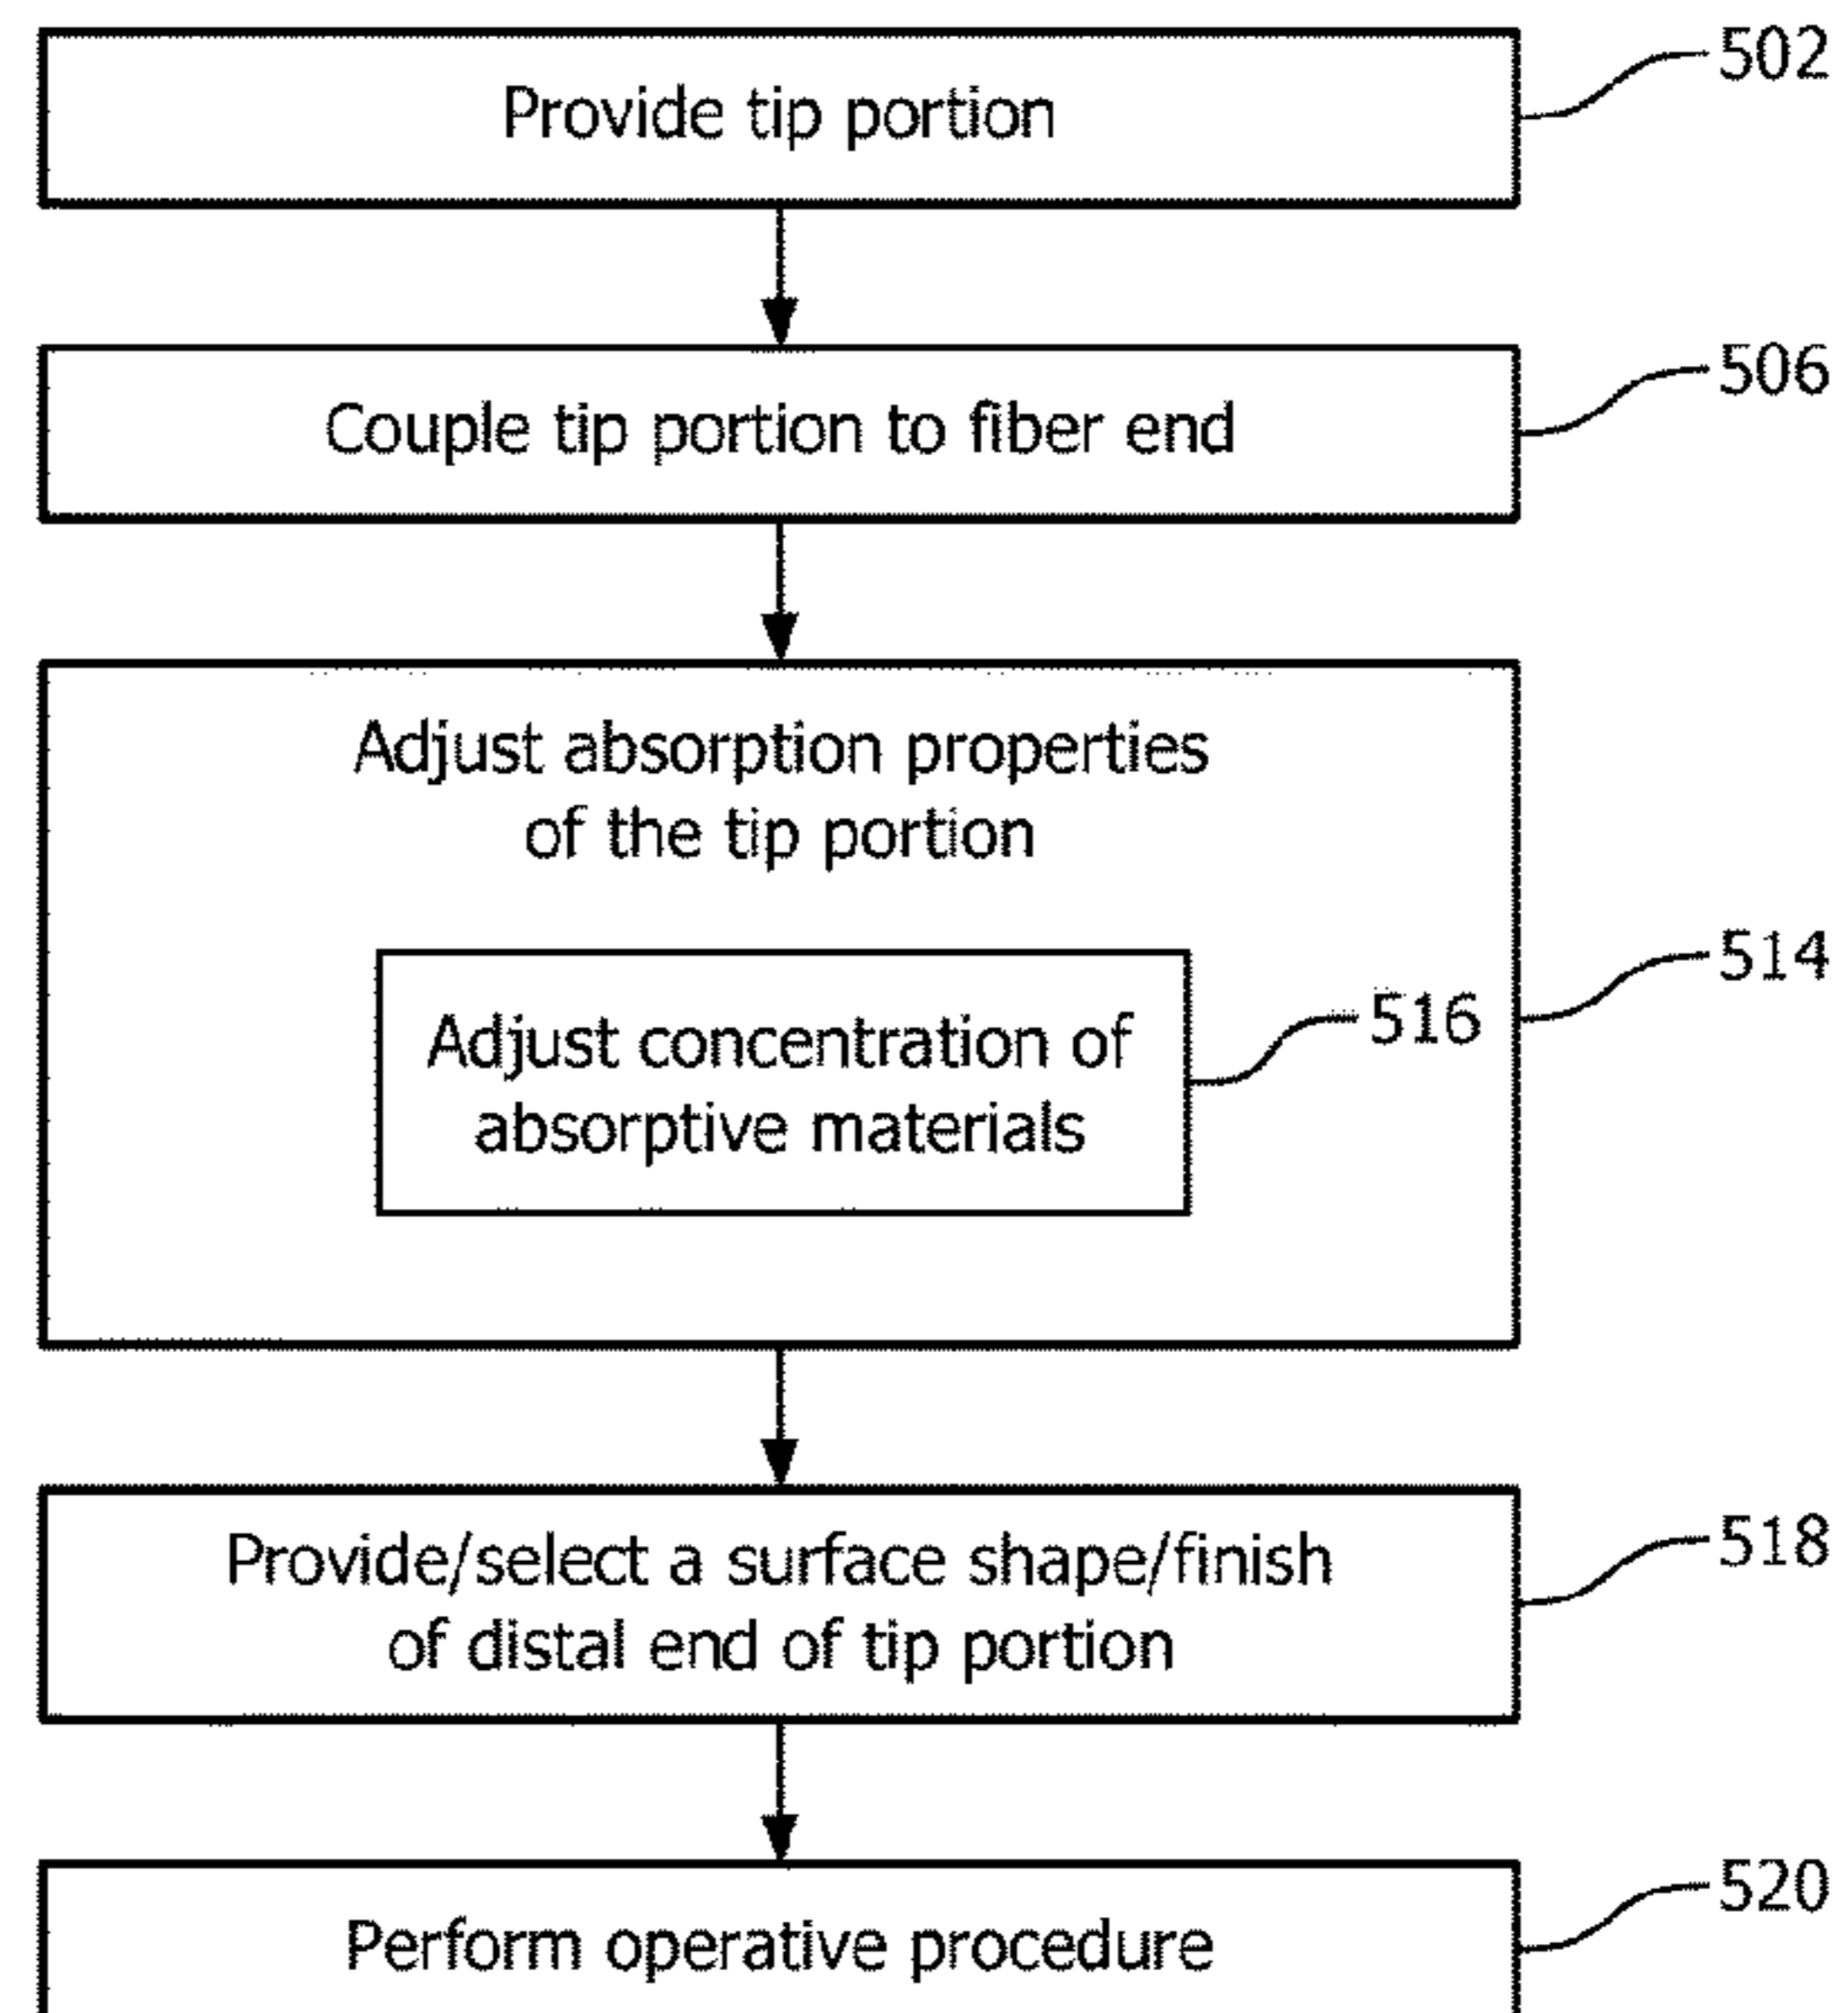 Provide tip portion
502
Couple tip portion to fiber end
506
Adjust absorption properties
of the tip portion
514
Adjust concentration of
absorptive materials
516
Provide/select a surface shape/finish
of distal end of tip portion
518
Perform operative procedure
520